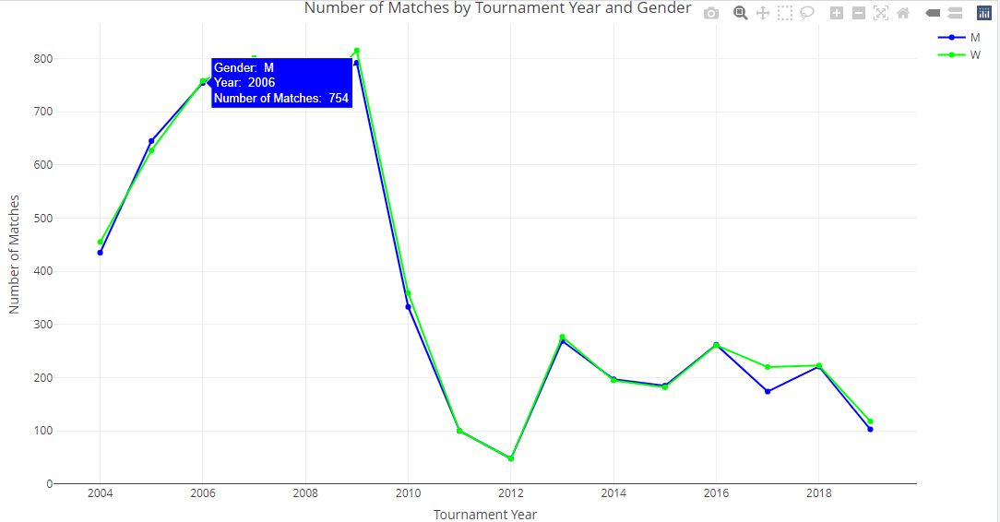 Number of Matches by Tournament Year and Gender
M
W
800
700
600
500
400
300
200
100
0
Number of Matches
Gender: M
Year: 2006
Number of Matches: 754
2004
2006
2008
2010
2012
2014
2016
2018
Tournament Year